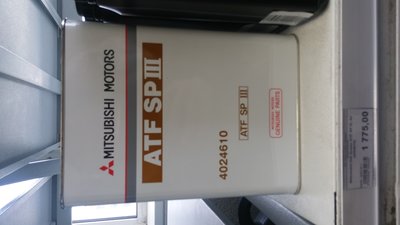 MITSUBISHI MOTORS
ATF SP III
4024610
ATF SP III
GENUINE PARTS
1 775.00